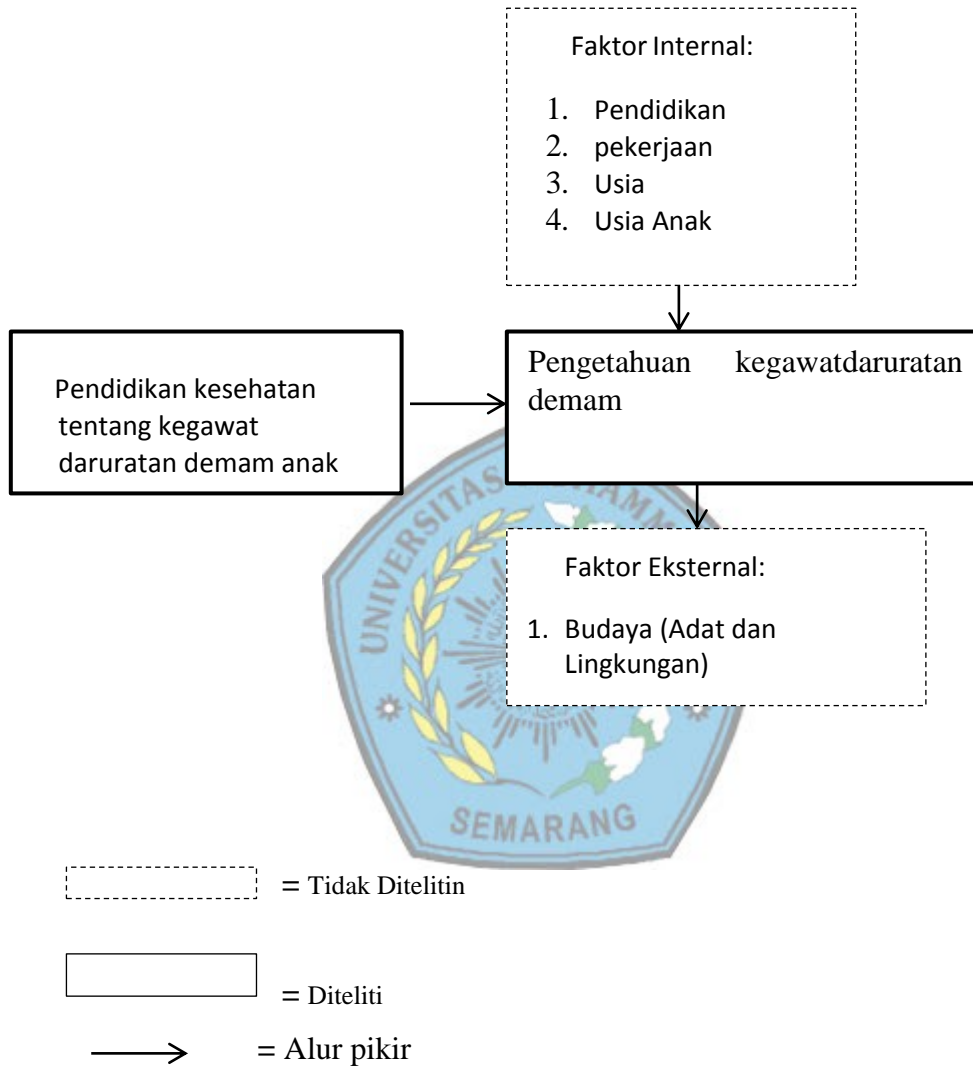 Faktor Internal:
1. Pendidikan
2. pekerjaan
3. Usia
4. Usia Anak
Pendidikan kesehatan
tentang kegawat
daruratan demam anak
Pengetahuan kegawatdaruratan
demam
Faktor Eksternal:
1. Budaya (Adat dan
Lingkungan)
UNIVERSITAS
SEMARANG
= Tidak Ditelitin
= Diteliti
= Alur pikir